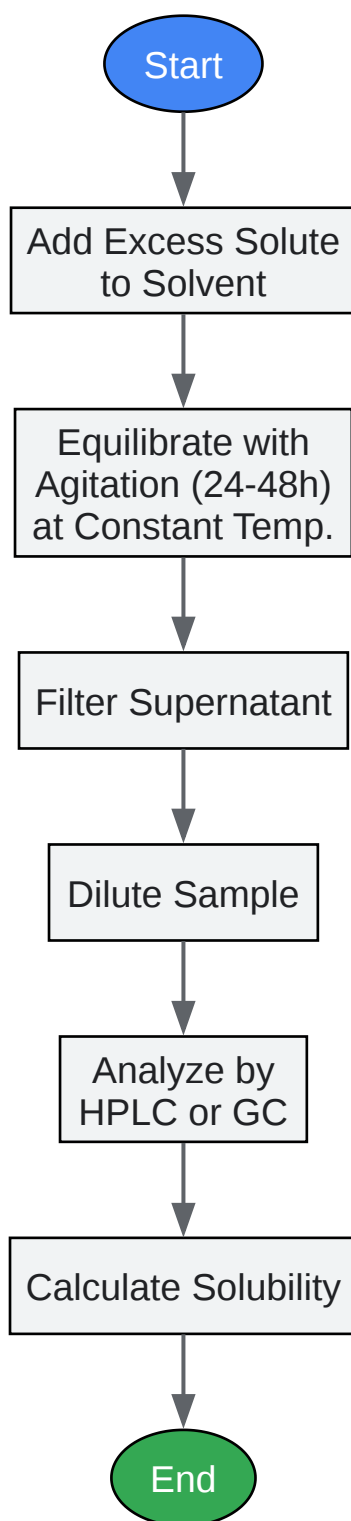 Start
Add Excess Solute
to Solvent
Equilibrate with
Agitation (24-48h)
at Constant Temp.
Filter Supernatant
Dilute Sample
Analyze by
HPLC or GC
Calculate Solubility
End